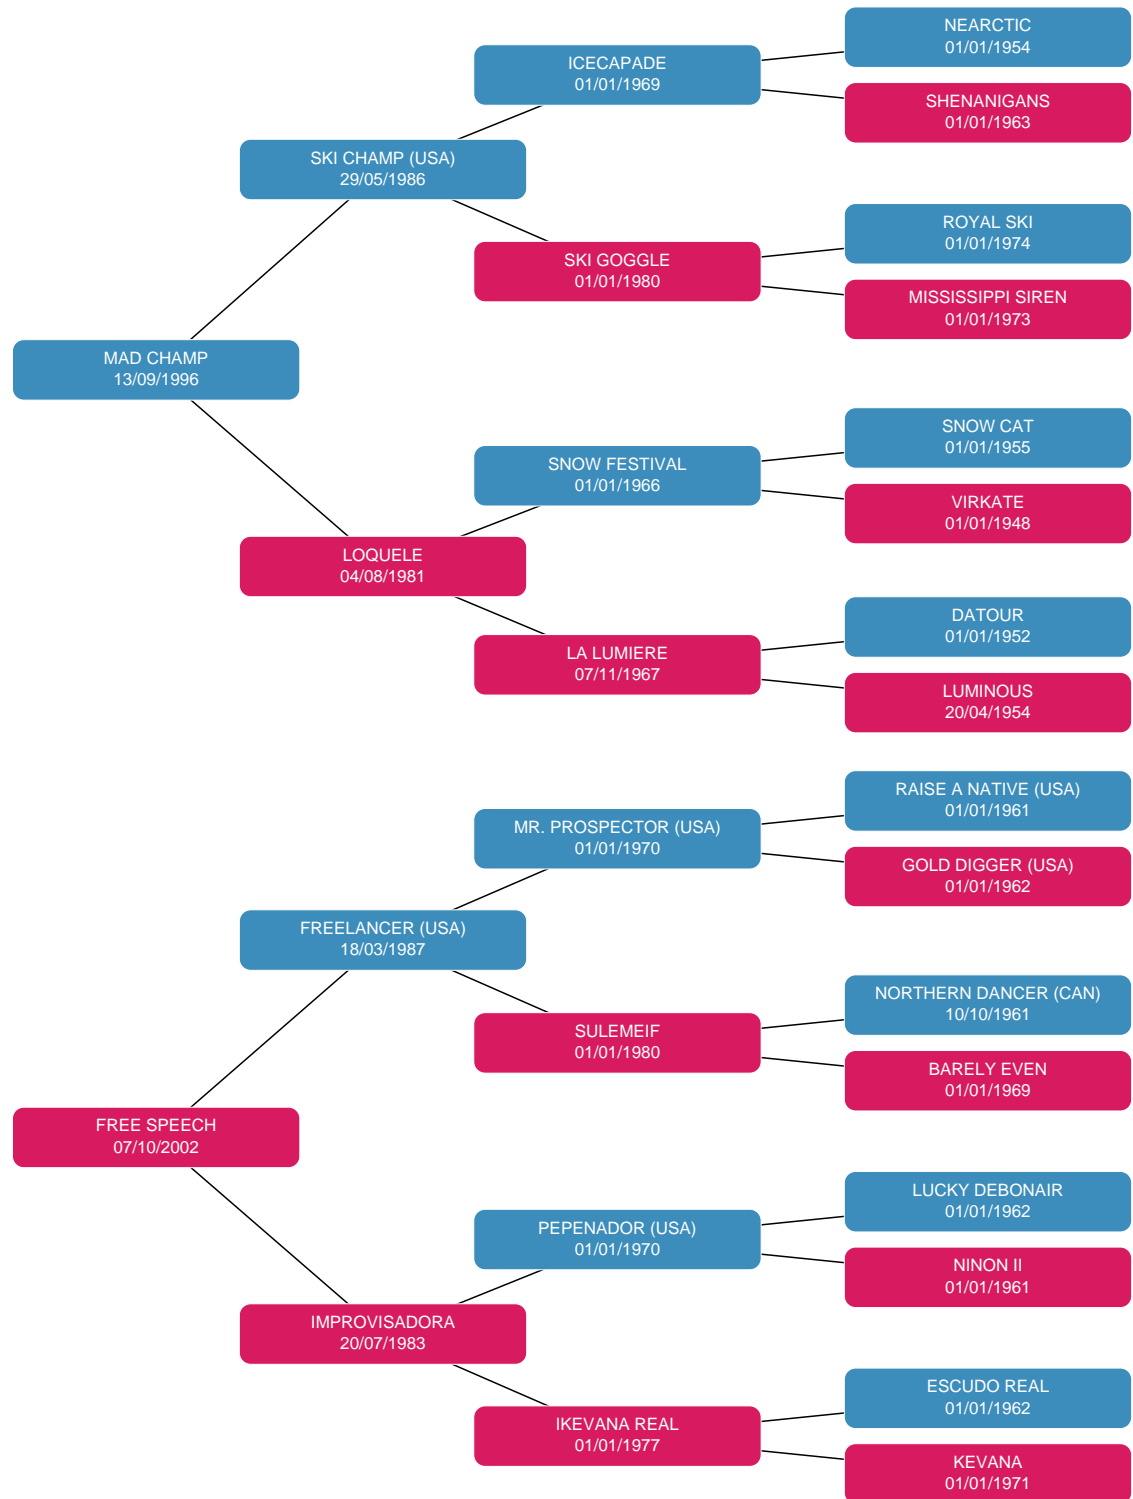 NEARCTIC
01/01/1954
ICECAPADE
01/01/1969
SHENANIGANS
01/01/1963
SKI CHAMP (USA)
29/05/1986
ROYAL SKI
01/01/1974
SKI GOGGLE
01/01/1980
MISSISSIPPI SIREN
01/01/1973
MAD CHAMP
13/09/1996
SNOW CAT
01/01/1955
SNOW FESTIVAL
01/01/1966
VIRKATE
01/01/1948
LOQUELE
04/08/1981
DATOUR
01/01/1952
LA LUMIERE
07/11/1967
LUMINOUS
20/04/1954
RAISE A NATIVE (USA)
01/01/1961
MR. PROSPECTOR (USA)
01/01/1970
GOLD DIGGER (USA)
01/01/1962
FREELANCER (USA)
18/03/1987
NORTHERN DANCER (CAN)
10/10/1961
SULEMEIF
01/01/1980
BARELY EVEN
01/01/1969
FREE SPEECH
07/10/2002
LUCKY DEBONAIR
01/01/1962
PEPENADOR (USA)
01/01/1970
NINON II
01/01/1961
IMPROVISADORA
20/07/1983
ESCUDO REAL
01/01/1962
IKEVANA REAL
01/01/1977
KEVANA
01/01/1971